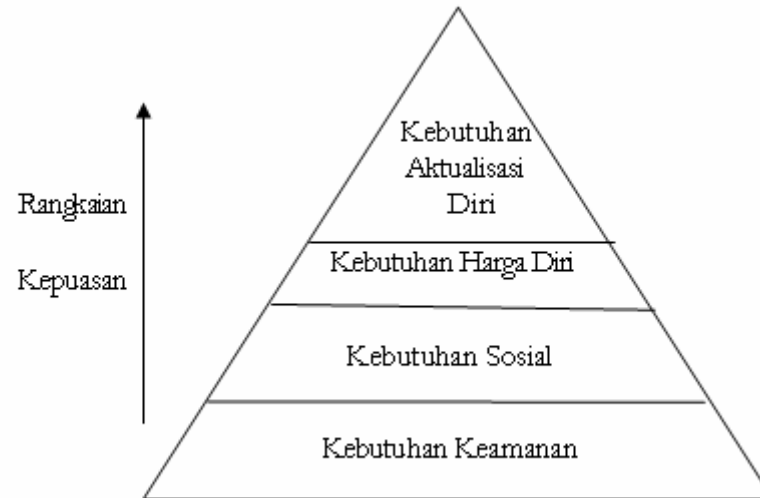 Kebutuhan
Aktualisasi
Diri
Rangkaian
Kepuasan
Kebutuhan Harga Diri
Kebutuhan Sosial
Kebutuhan Keamanan